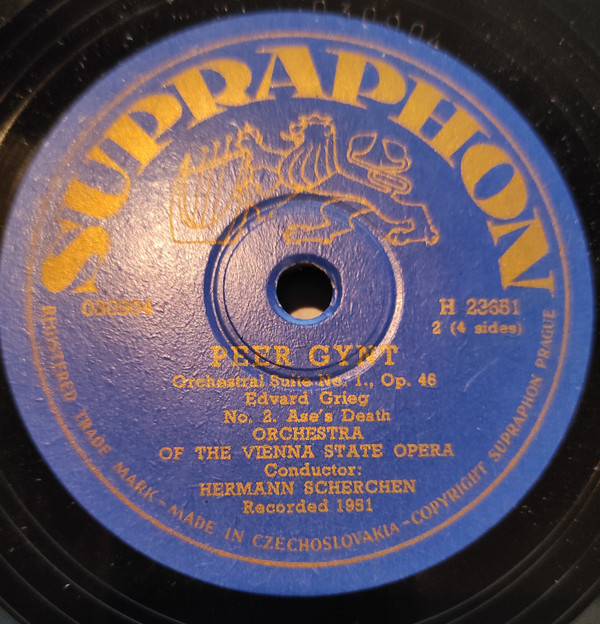 SUPRAPHON
038904
H 23651
2 (4 sides)
PEER GYNT
Orchestral Suite No. 1., Op. 46
Edvard Grieg
No. 2. Ase's Death
ORCHESTRA
OF THE VIENNA STATE OPERA
Conductor:
HERMANN SCHERCHEN
Recorded 1951
REGISTERED TRADE MARK - MADE IN CZECHOSLOVAKIA - COPYRIGHT SUPRAPHON PRAGUE